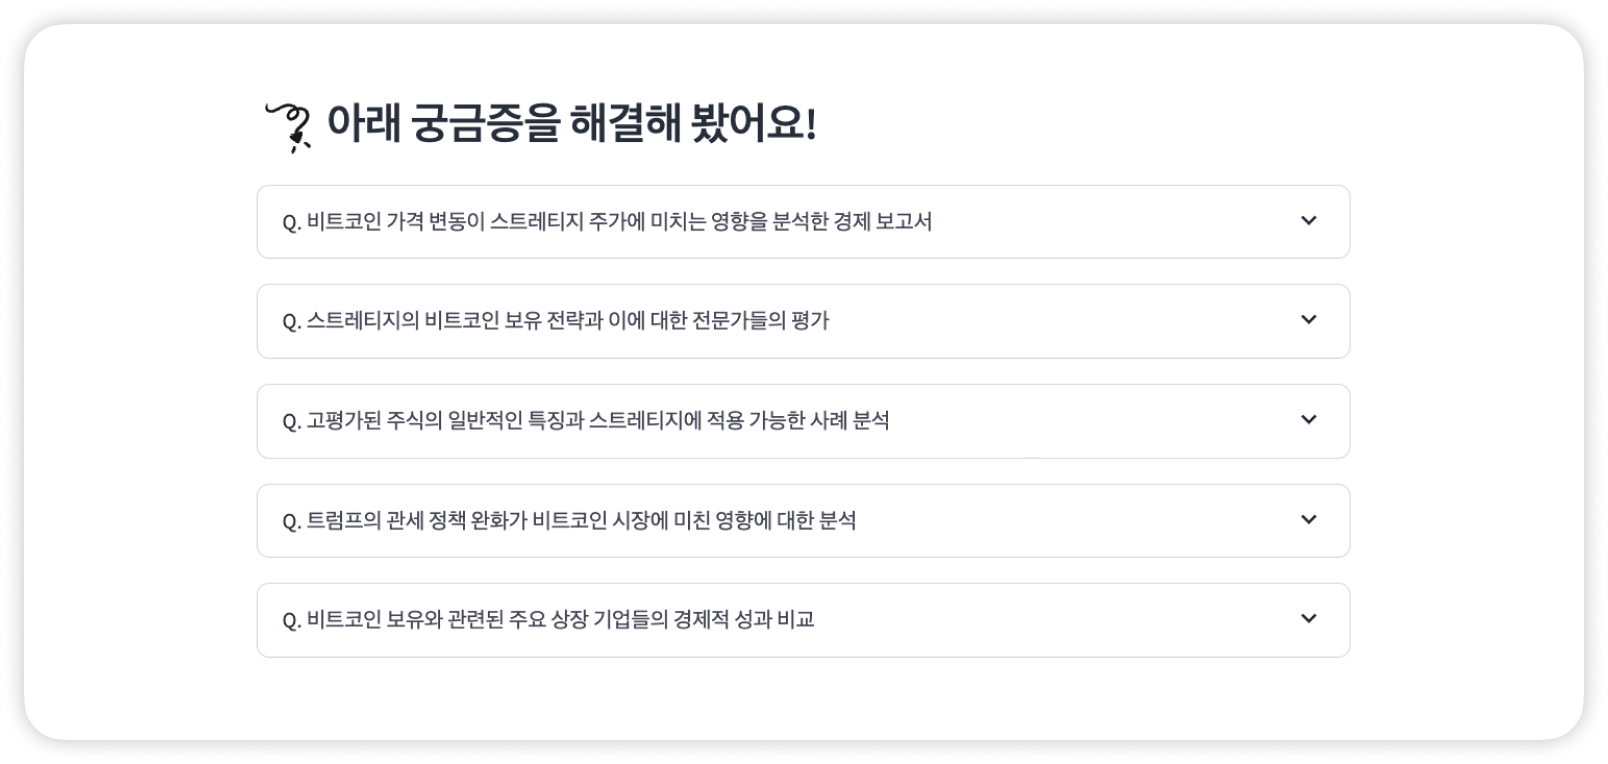 아래 궁금증을 해결해 봤어요!
Q. 비트코인 가격 변동이 스트레티지 주가에 미치는 영향을 분석한 경제 보고서
Q. 스트레티지의 비트코인 보유 전략과 이에 대한 전문가들의 평가
Q. 고평가된 주식의 일반적인 특징과 스트레티지에 적용 가능한 사례 분석
Q. 트럼프의 관세 정책 완화가 비트코인 시장에 미친 영향에 대한 분석
Q. 비트코인 보유와 관련된 주요 상장 기업들의 경제적 성과 비교